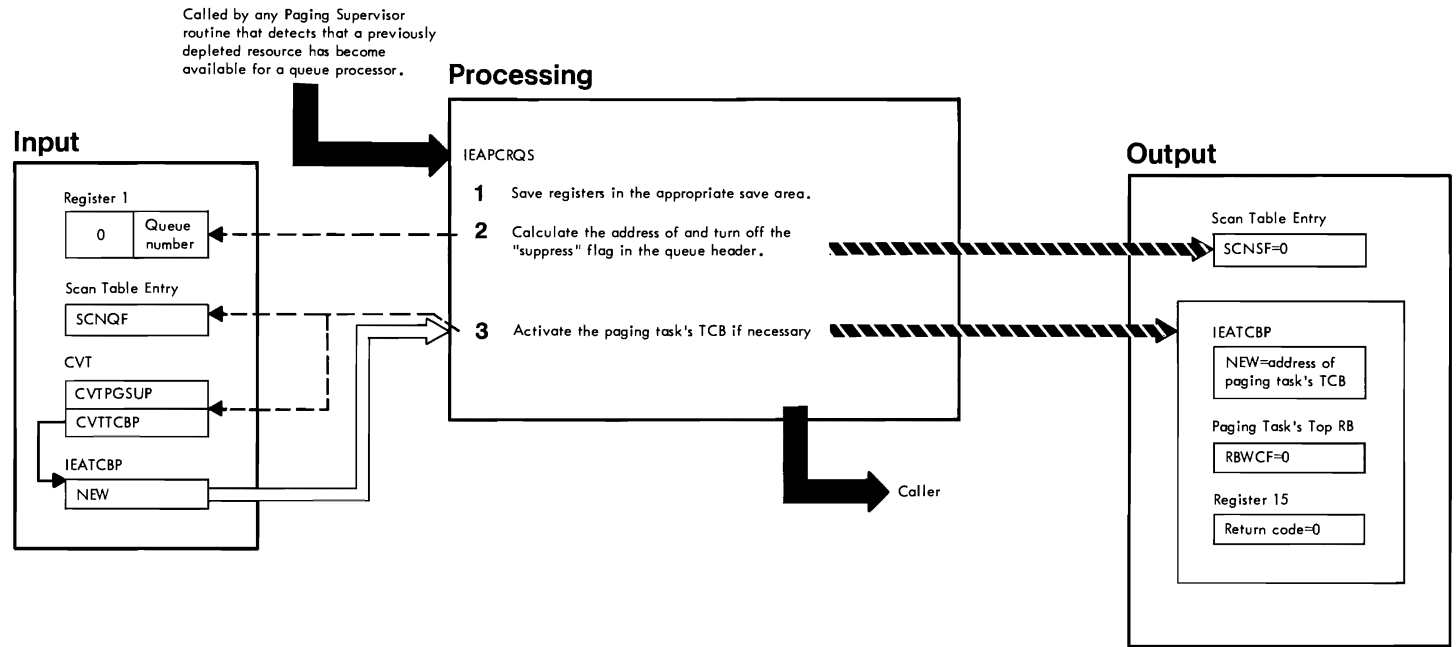 Called by any Paging Supervisor
routine that detects that a previously
depleted resource has become
available for a queue processor.
Processing
Input
IEAPCRQS
Output
Register 1
0
Queue
number
1 Save registers in the appropriate save area.
2 Calculate the address of and turn off the
"suppress" flag in the queue header.
Scan Table Entry
SCNSF=0
Scan Table Entry
SCNQF
3 Activate the paging task's TCB if necessary
CVT
CVTPGSUP
CVTTCBP
IEATCBP
NEW
IEATCBP
NEW=address of
paging task's TCB
Paging Task's Top RB
RBWCF=0
Register 15
Return code=0
Caller